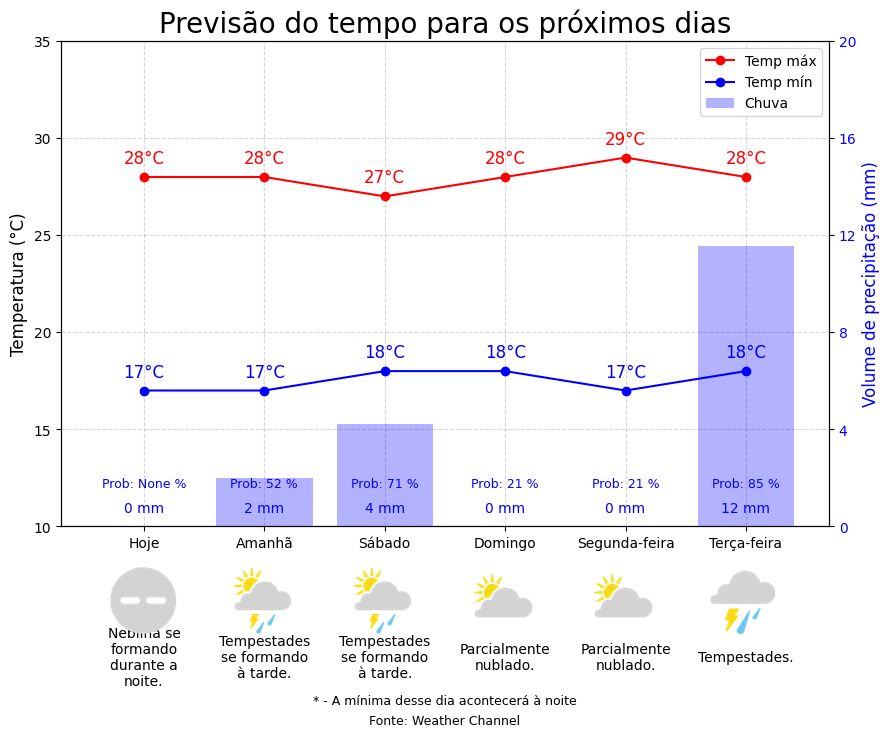 Previsão do tempo para os próximos dias
Temp máx
Temp mín
Chuva
Temperatura (°C)
Volume de precipitação (mm)
35
30
25
20
15
10
20
16
12
8
4
0
28°C 28°C 27°C 28°C 29°C 28°C
17°C 17°C 18°C 18°C 17°C 18°C
Prob: None % Prob: 52 % Prob: 71 % Prob: 21 % Prob: 21 % Prob: 85 %
0 mm 2 mm 4 mm 0 mm 0 mm 12 mm
Hoje Amanhã Sábado Domingo Segunda-feira Terça-feira
Neblina se
formando
durante a
noite.
Tempestades
se formando
à tarde.
Tempestades
se formando
à tarde.
Parcialmente
nublado.
Parcialmente
nublado.
Tempestades.
* - A mínima desse dia acontecerá à noite
Fonte: Weather Channel